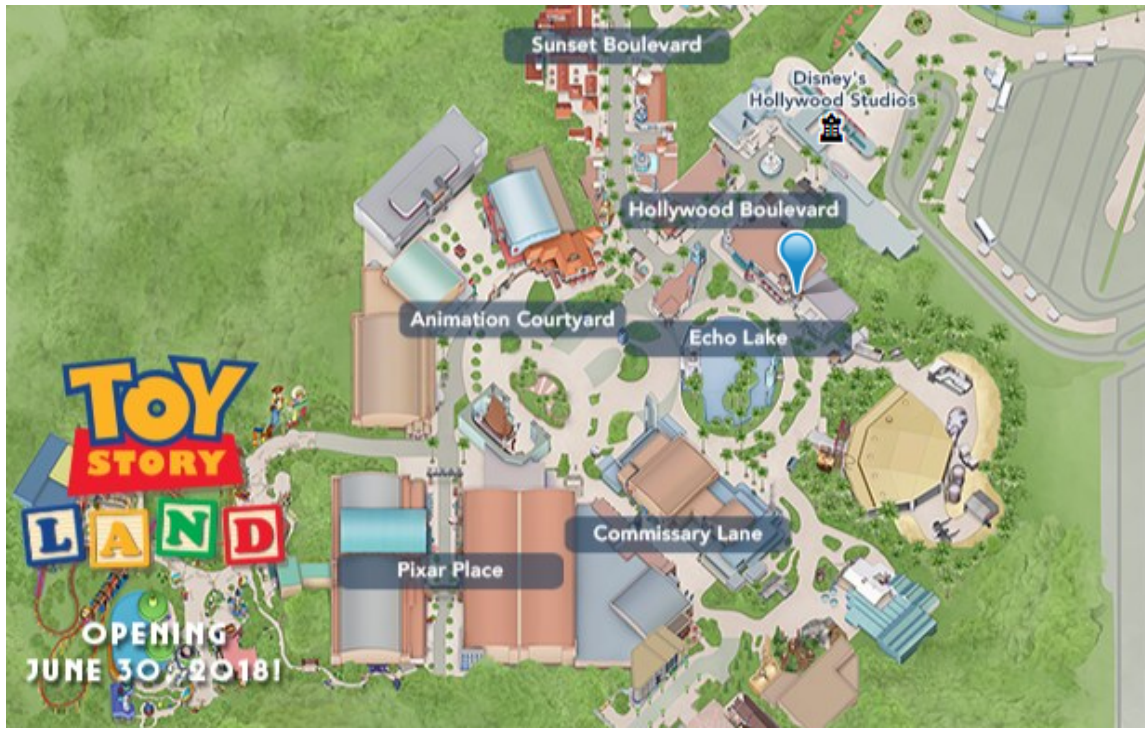 Sunset Boulevard
Disney's
Hollywood Studios
Hollywood Boulevard
Animation Courtyard
Echo Lake
TOY
STORY
LAND
Commissary Lane
Pixar Place
OPENING
JUNE 30, 2018!